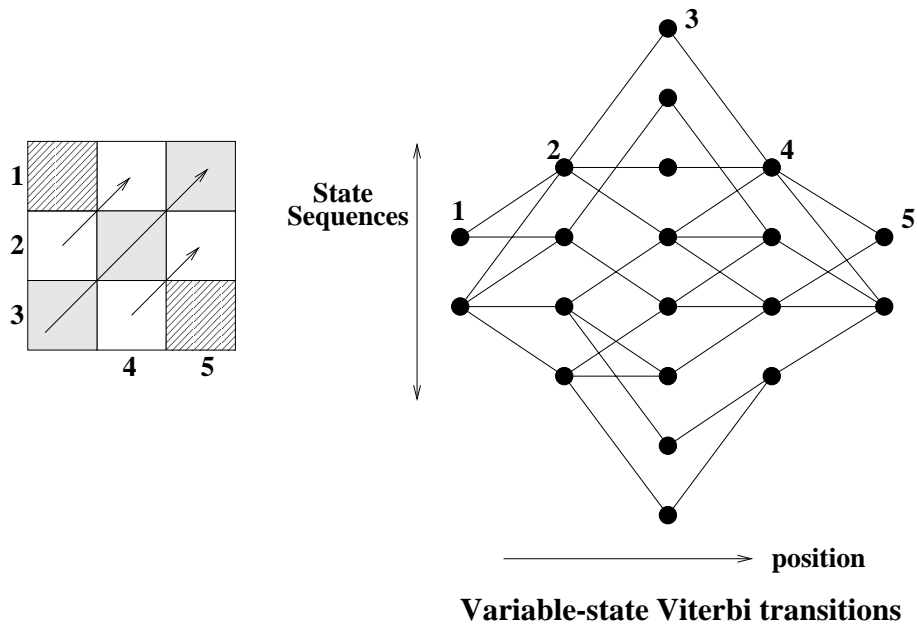 1
2
3
4 5
State
Sequences
1
2
3
4
5
position
Variable-state Viterbi transitions